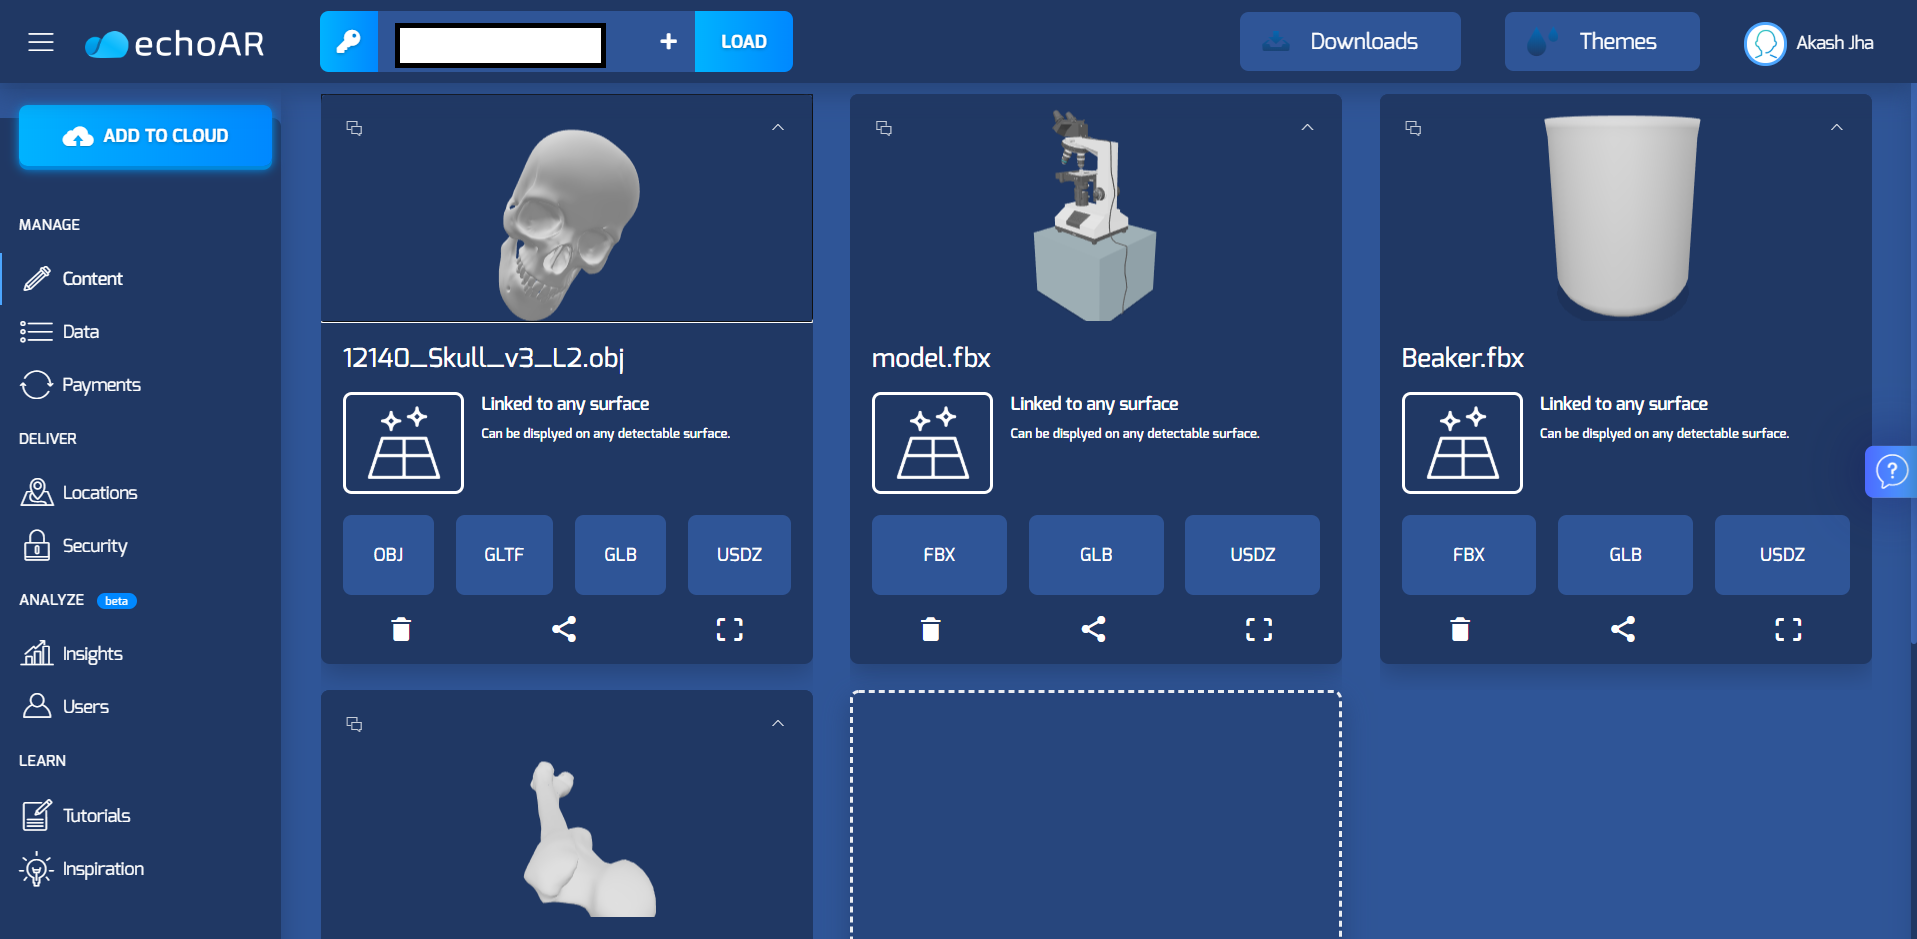 echoAR
LOAD
Downloads
Themes
Akash Jha
ADD TO CLOUD
MANAGE
Content
Data
Payments
DELIVER
Locations
Security
ANALYZE beta
Insights
Users
LEARN
Tutorials
Inspiration
12140_Skull_v3_L2.obj
Linked to any surface
Can be displyed on any detectable surface.
OBJ GLTF GLB USDZ
model.fbx
Linked to any surface
Can be displyed on any detectable surface.
FBX GLB USDZ
Beaker.fbx
Linked to any surface
Can be displyed on any detectable surface.
FBX GLB USDZ
?